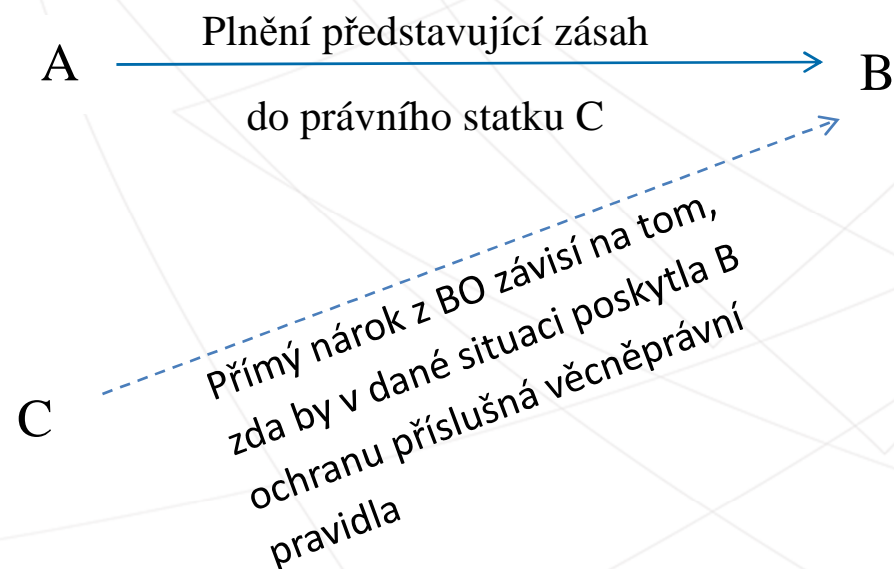 Plnění představující zásah
A
B
do právního statku C
Přímý nárok z BO závisí na tom,
zda by v dané situaci poskytla B
ochranu příslušná věcněprávní
pravidla
C